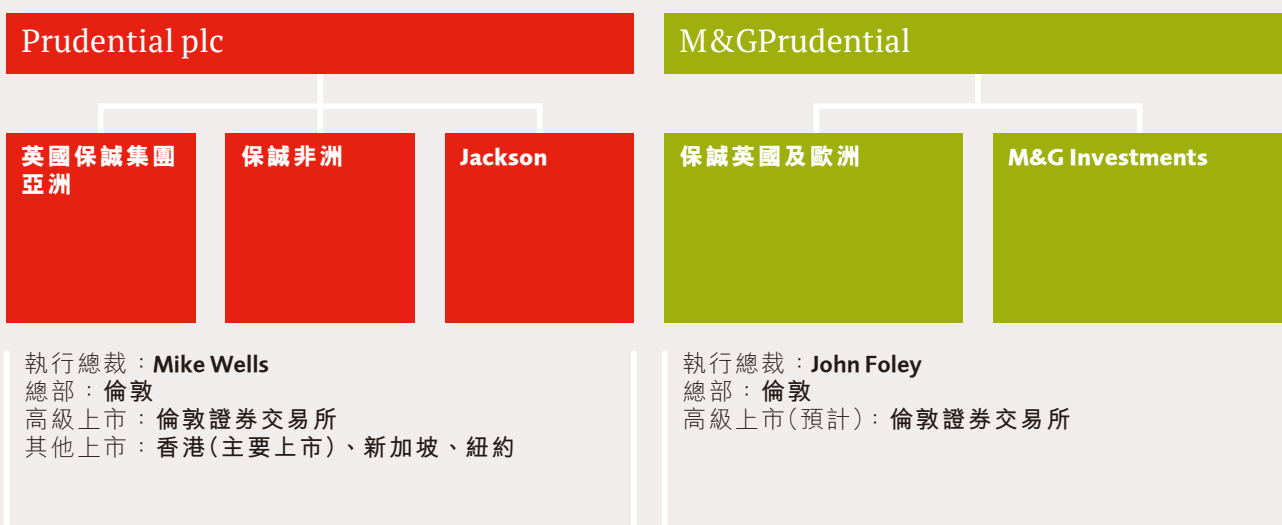 Prudential plc
英國保誠集團
亞洲
保誠非洲
Jackson
執行總裁：Mike Wells
總部：倫敦
高級上市：倫敦證券交易所
其他上市：香港(主要上市)、新加坡、紐約
M&GPrudential
保誠英國及歐洲
M&G Investments
執行總裁：John Foley
總部：倫敦
高級上市(預計)：倫敦證券交易所